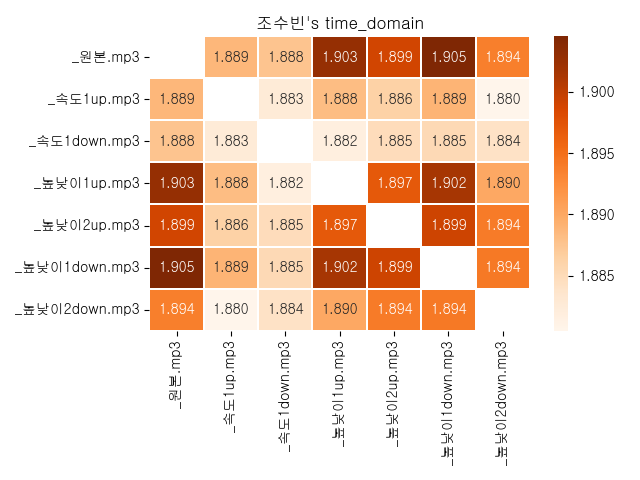 조수빈's time_domain
_원본.mp3 1.889 1.888 1.903 1.899 1.905 1.894
_속도1up.mp3 1.889 1.883 1.888 1.886 1.889 1.880
_속도1down.mp3 1.888 1.883 1.882 1.885 1.885 1.884
_높낮이1up.mp3 1.903 1.888 1.882 1.897 1.902 1.890
_높낮이2up.mp3 1.899 1.886 1.885 1.897 1.899 1.894
_높낮이1down.mp3 1.905 1.889 1.885 1.902 1.899 1.894
_높낮이2down.mp3 1.894 1.880 1.884 1.890 1.894 1.894
_원본.mp3
_속도1up.mp3
_속도1down.mp3
_높낮이1up.mp3
_높낮이2up.mp3
_높낮이1down.mp3
_높낮이2down.mp3
1.900
1.895
1.890
1.885